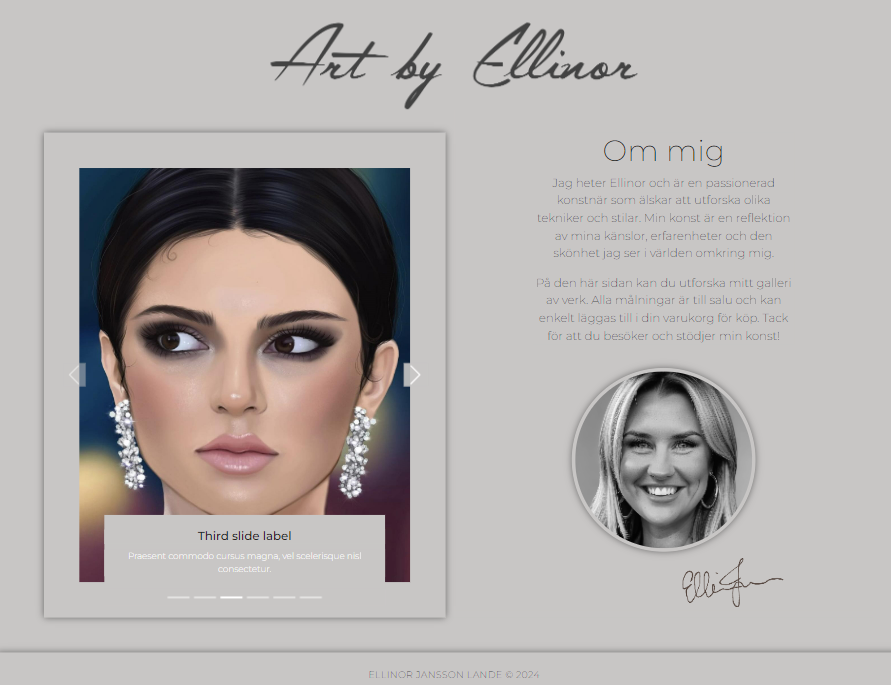 Art by Ellinor
Om mig
Jag heter Ellinor och är en passionerad
konstnär som älskar att utforska olika
tekniker och stilar. Min konst är en reflektion
av mina känslor, erfarenheter och den
skönhet jag ser i världen omkring mig.
På den här sidan kan du utforska mitt galleri
av verk. Alla målningar är till salu och kan
enkelt läggas till i din varukorg för köp. Tack
för att du besöker och stödjer min konst!
Third slide label
Praesent commodo cursus magna, vel scelerisque nisl
consectetur.
ELLINOR JANSSON LANDE © 2024